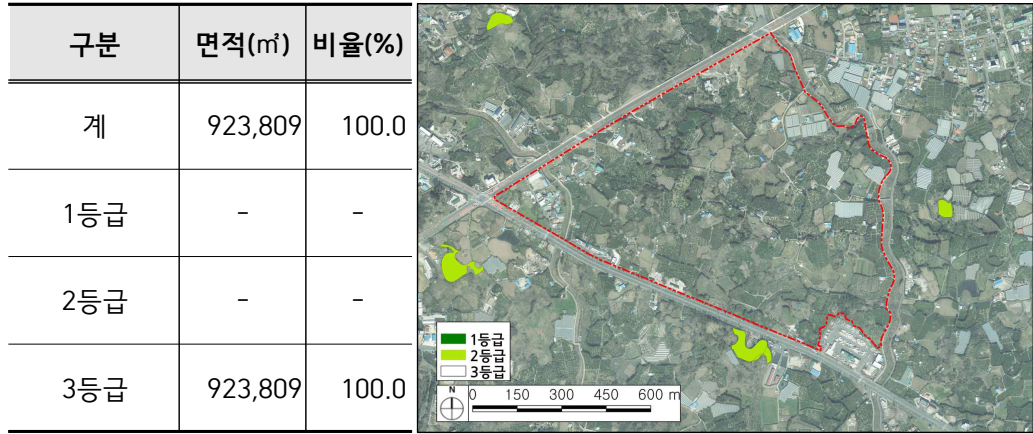 구분 면적(㎡) 비율(%)
계 923,809 100.0
1등급 - -
2등급 - -
3등급 923,809 100.0
1등급
2등급
3등급
N
0 150 300 450 600 m